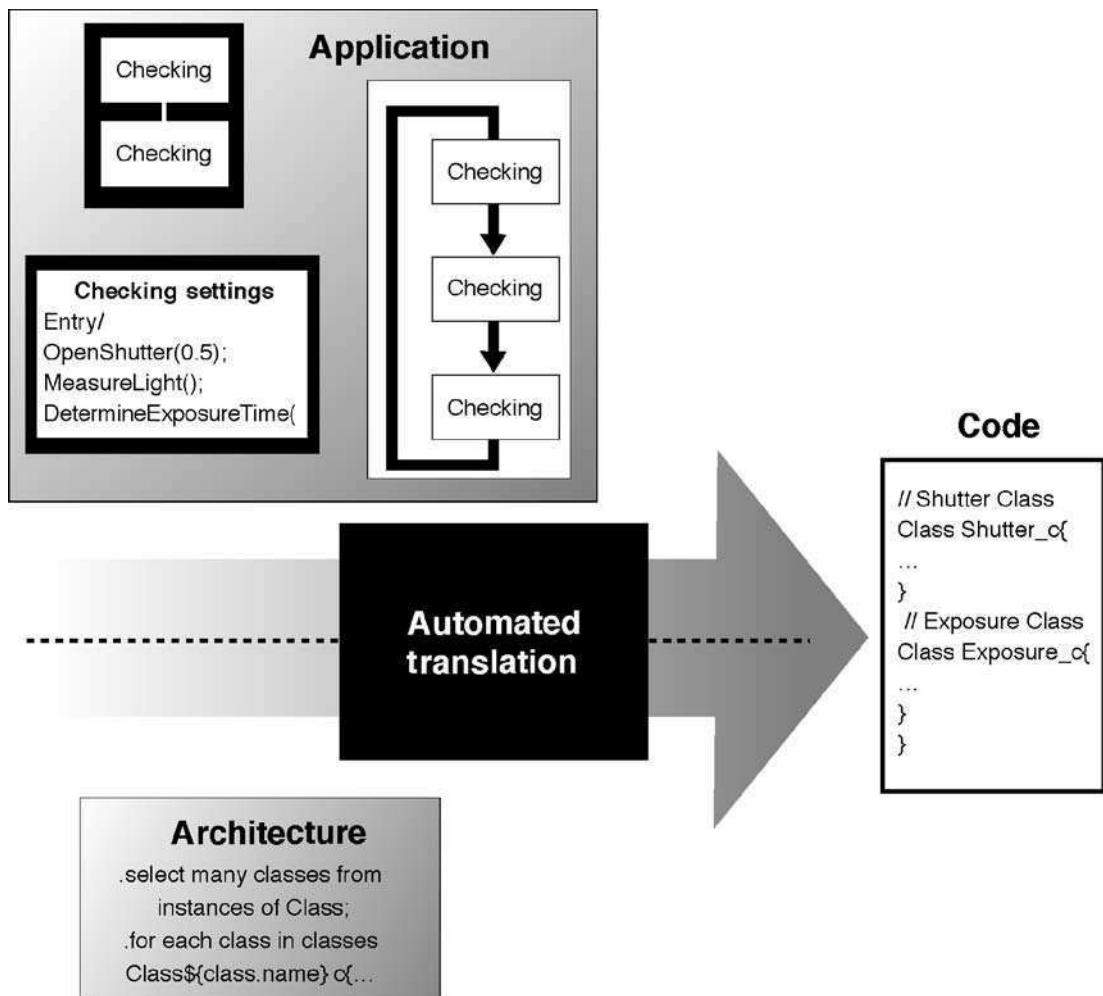 Application
Checking
Checking
Checking
Checking
Checking
Checking settings
Entry/
OpenShutter(0.5);
MeasureLight();
DetermineExposureTime(
Code
// Shutter Class
Class Shutter_c{
...
}
// Exposure Class
Class Exposure_c{
...
}
}
Automated
translation
Architecture
.select many classes from
instances of Class;
.for each class in classes
Class${class.name} c{...